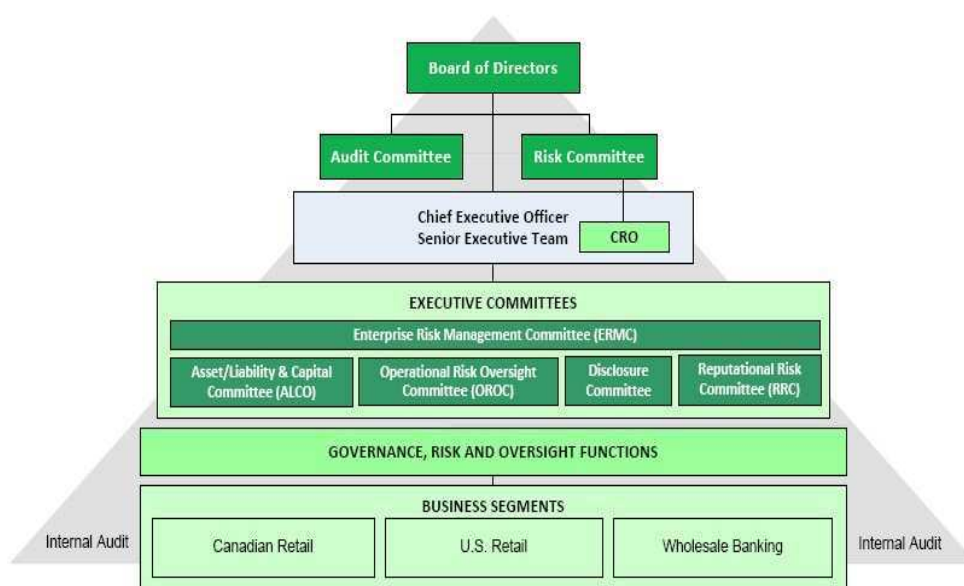 Board of Directors
Audit Committee
Risk Committee
Chief Executive Officer
Senior Executive Team
CRO
EXECUTIVE COMMITTEES
Enterprise Risk Management Committee (ERMC)
Asset/Liability & Capital
Committee (ALCO)
Operational Risk Oversight
Committee (OROC)
Disclosure
Committee
Reputational Risk
Committee (RRC)
GOVERNANCE, RISK AND OVERSIGHT FUNCTIONS
BUSINESS SEGMENTS
Internal Audit
Canadian Retail
U.S. Retail
Wholesale Banking
Internal Audit